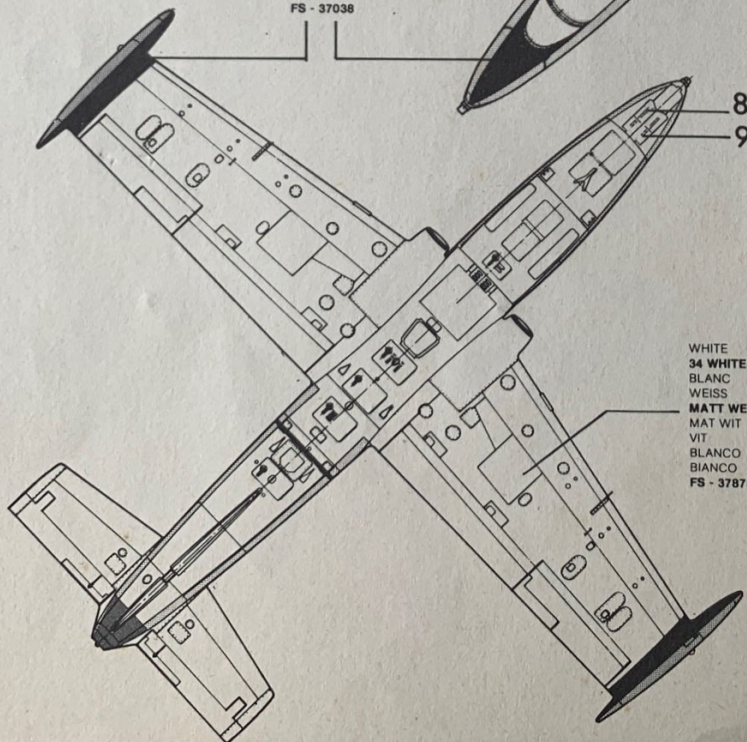 FS - 37038
8
9
WHITE
34 WHITE
BLANC
WEISS
MATT WE
MAT WIT
VIT
BLANCO
BIANCO
FS - 3787